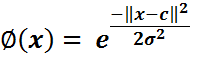 ∅(x) = e^(-‖x-c‖²/2σ²)